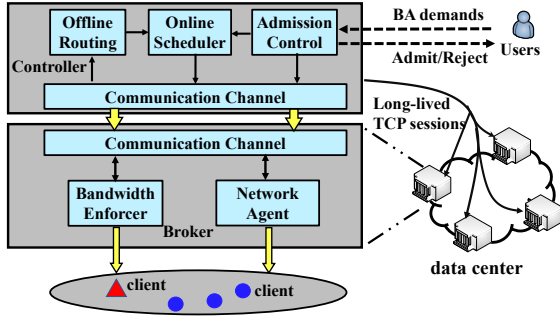 Offline
Routing
Online
Scheduler
Admission
Control
BA demands
Admit/Reject
Users
Controller
Communication Channel
Long-lived
TCP sessions
Communication Channel
Bandwidth
Enforcer
Network
Agent
Broker
data center
client
client